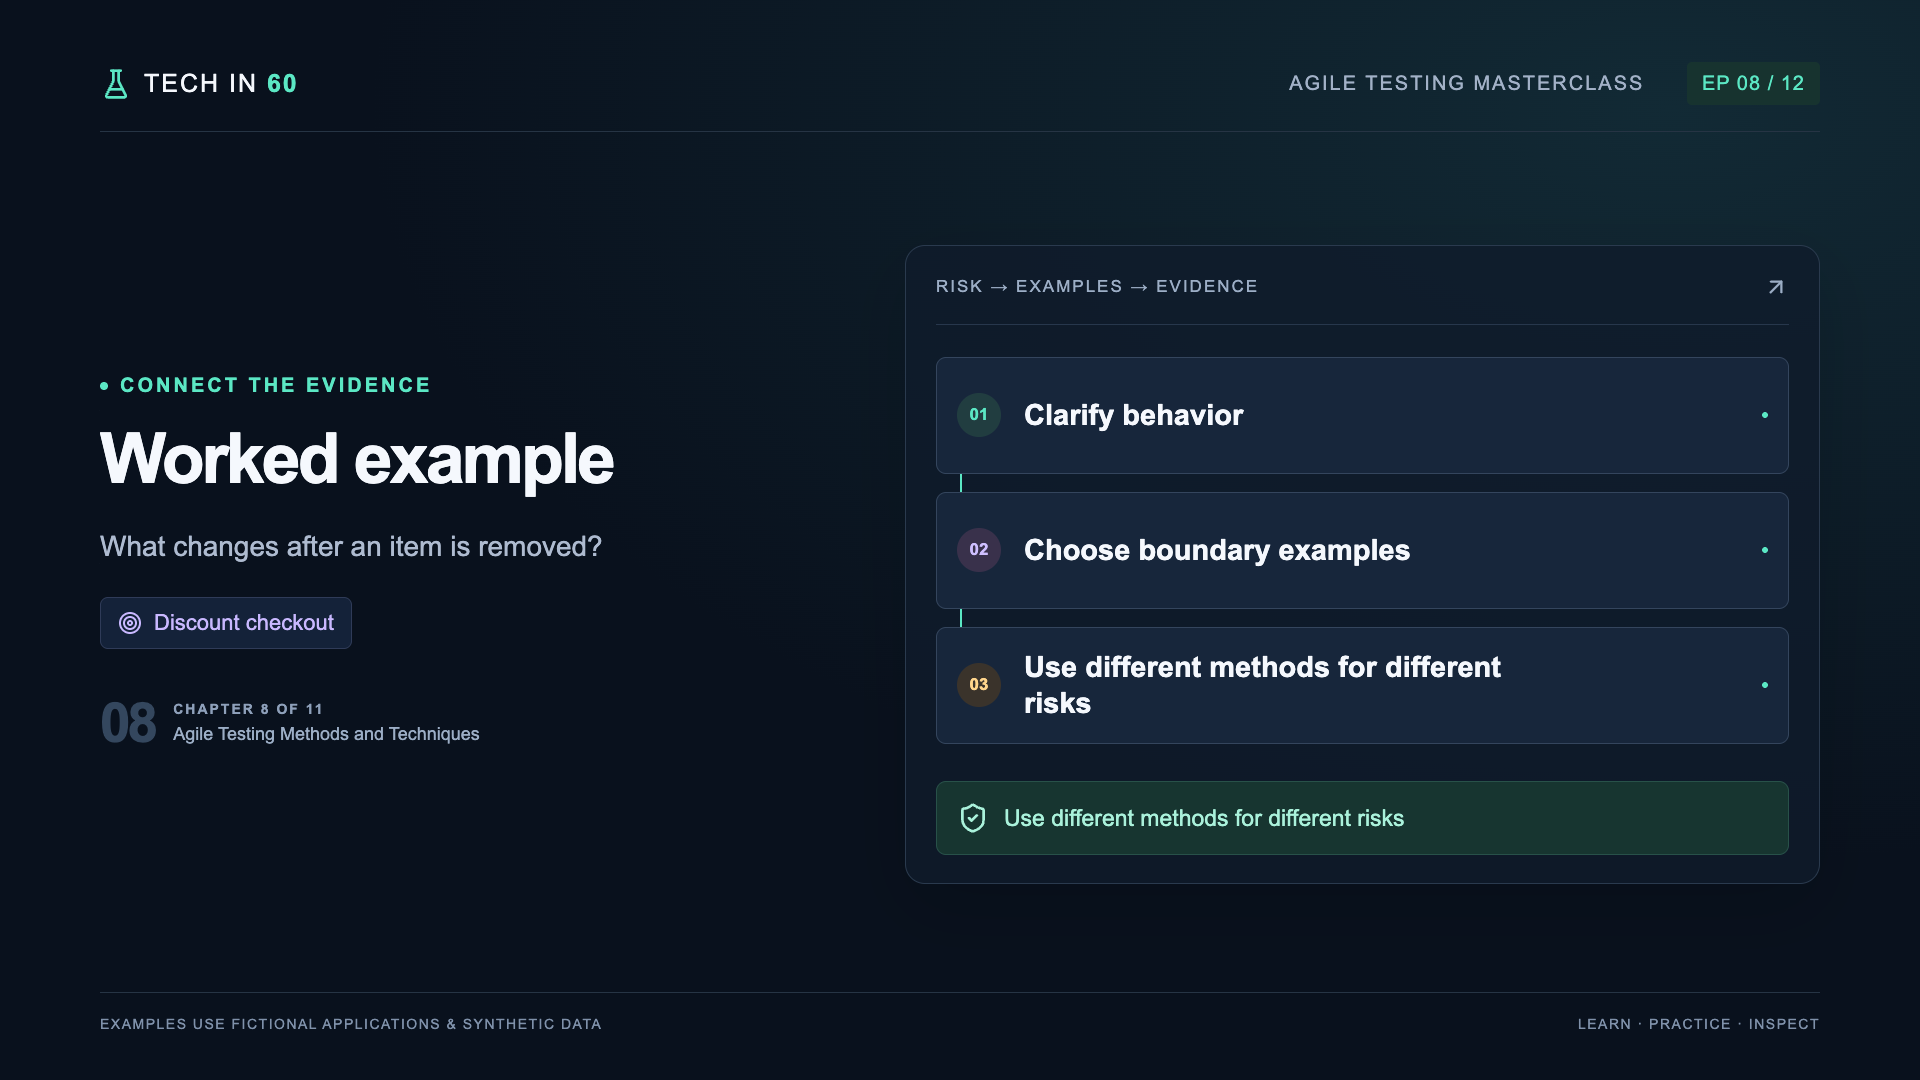 TECH IN 60
AGILE TESTING MASTERCLASS
EP 08 / 12
CONNECT THE EVIDENCE
Worked example
What changes after an item is removed?
Discount checkout
08
CHAPTER 8 OF 11
Agile Testing Methods and Techniques
RISK → EXAMPLES → EVIDENCE
01
Clarify behavior
02
Choose boundary examples
03
Use different methods for different
risks
Use different methods for different risks
EXAMPLES USE FICTIONAL APPLICATIONS & SYNTHETIC DATA
LEARN · PRACTICE · INSPECT